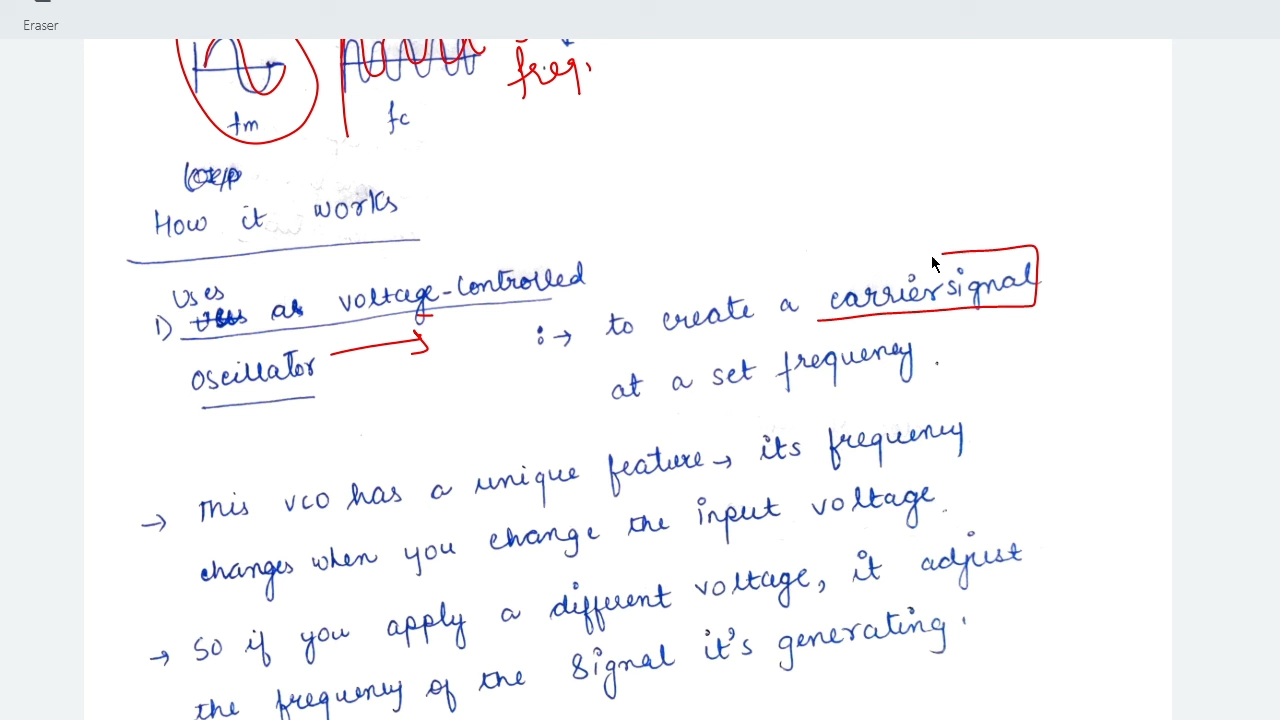 Eraser
freq.
fm
fc
How it works
Uses
1) as voltage-controlled
oscillator
:→ to create a carrier signal
at a set frequency.
→ This VCO has a unique feature → its frequency
changes when you change the input voltage.
→ So if you apply a different voltage, it adjust
the frequency of the signal it's generating.